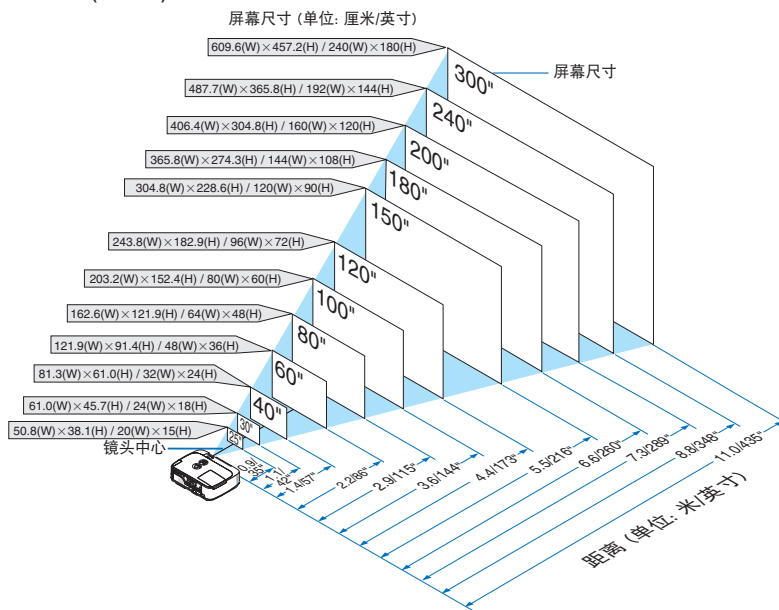 屏幕尺寸 (单位: 厘米/英寸)
609.6(W)×457.2(H) / 240(W)×180(H)
屏幕尺寸
300"
487.7(W)×365.8(H) / 192(W)×144(H)
240"
406.4(W)×304.8(H) / 160(W)×120(H)
200"
365.8(W)×274.3(H) / 144(W)×108(H)
180"
304.8(W)×228.6(H) / 120(W)×90(H)
150"
243.8(W)×182.9(H) / 96(W)×72(H)
120"
203.2(W)×152.4(H) / 80(W)×60(H)
100"
162.6(W)×121.9(H) / 64(W)×48(H)
80"
121.9(W)×91.4(H) / 48(W)×36(H)
60"
81.3(W)×61.0(H) / 32(W)×24(H)
40"
61.0(W)×45.7(H) / 24(W)×18(H)
30"
50.8(W)×38.1(H) / 20(W)×15(H)
25"
镜头中心
0.9/
35"
1.1/
42"
1.4/57"
2.2/86"
2.9/115"
3.6/144"
4.4/173"
5.5/216"
6.6/260"
7.3/289"
8.8/348"
11.0/435"
距离 (单位: 米/英寸)